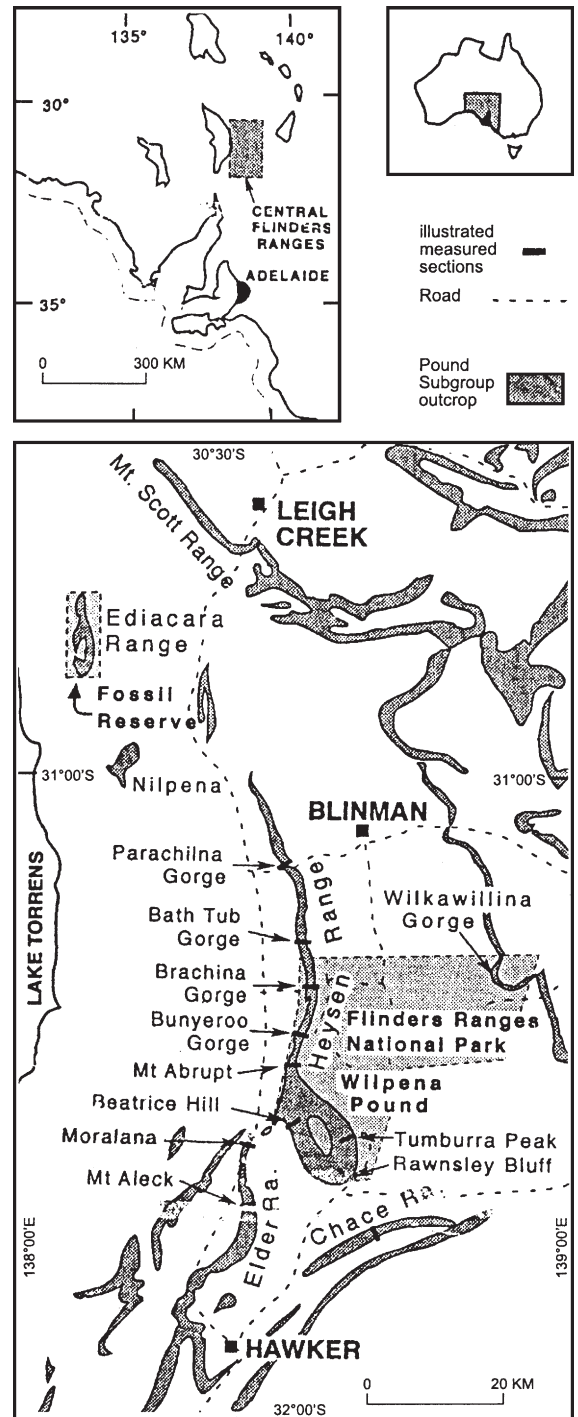 135°
140°
30°
CENTRAL
FLINDERS
RANGES
ADELAIDE
35°
0 300 KM
illustrated
measured
sections
Road
Pound
Subgroup
outcrop
30°30'S
Mt. Scott Range
LEIGH
CREEK
Ediacara
Range
Fossil
Reserve
31°00'S
31°00'S
Nilpena
BLINMAN
LAKE TORRENS
Parachilna
Gorge
Wilkawillina
Gorge
Bath Tub
Gorge
Heysen Range
Brachina
Gorge
Flinders Ranges
National Park
Bunyeroo
Gorge
Mt Abrupt
Wilpena
Pound
Beatrice Hill
Moralana
Tumburra Peak
Rawnsley Bluff
Mt Aleck
Elder Ra.
Chace Ra.
138°00'E
139°00'E
HAWKER
0 20 KM
32°00'S